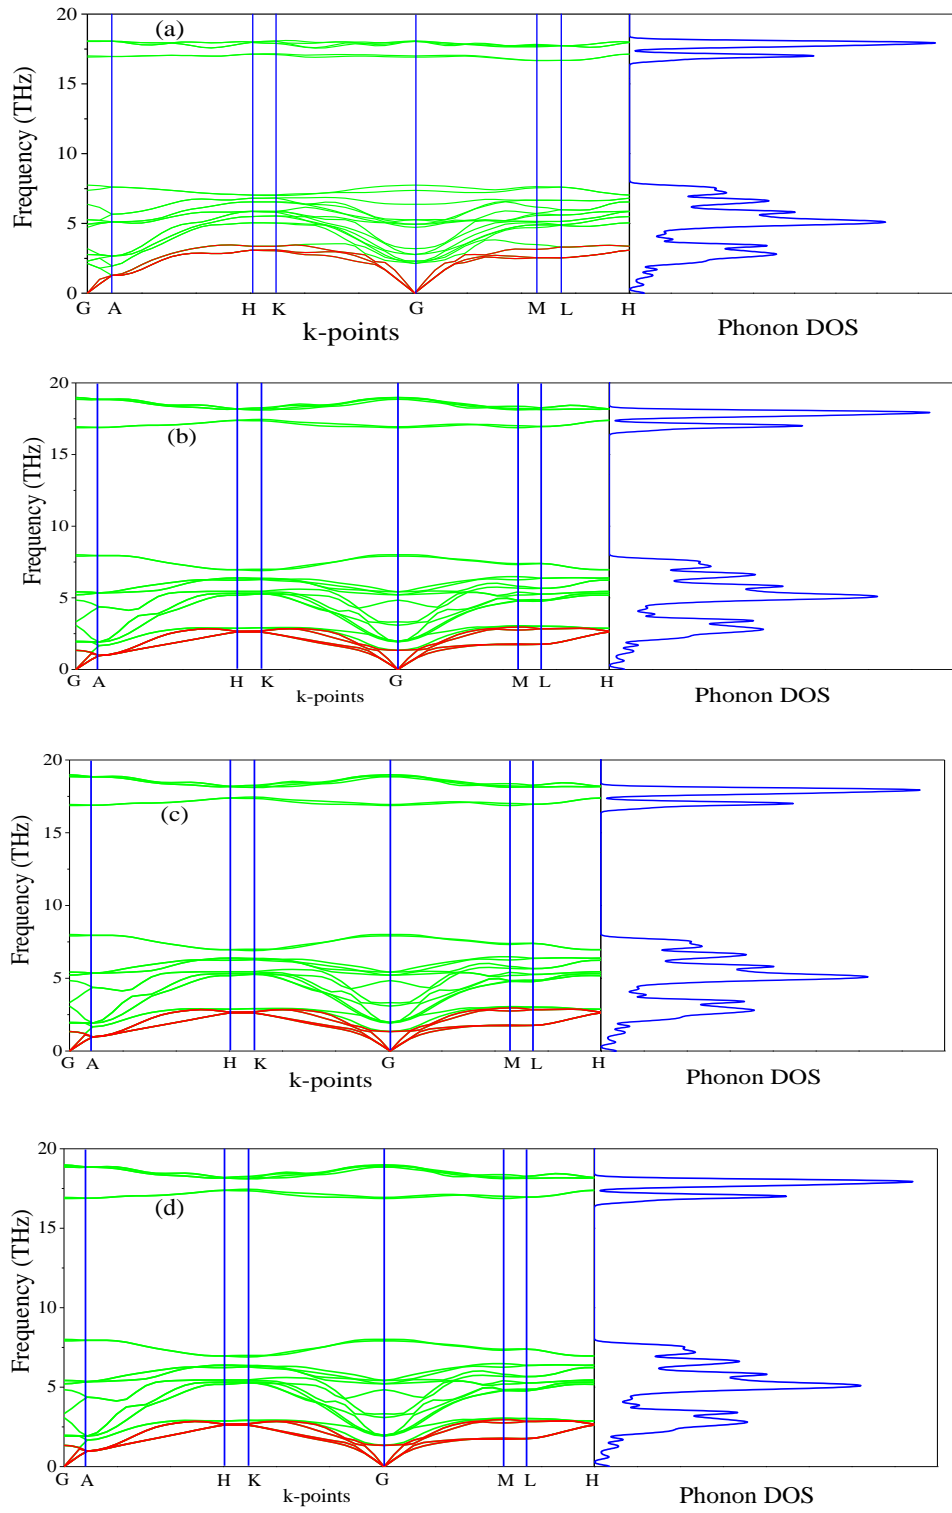 20
(a)
15
10
5
0
Frequency (THz)
G A H K G M L H
k-points
Phonon DOS
20
(b)
15
10
5
0
Frequency (THz)
G A H K G M L H
k-points
Phonon DOS
20
(c)
15
10
5
0
Frequency (THz)
G A H K G M L H
k-points
Phonon DOS
20
(d)
15
10
5
0
Frequency (THz)
G A H K G M L H
k-points
Phonon DOS